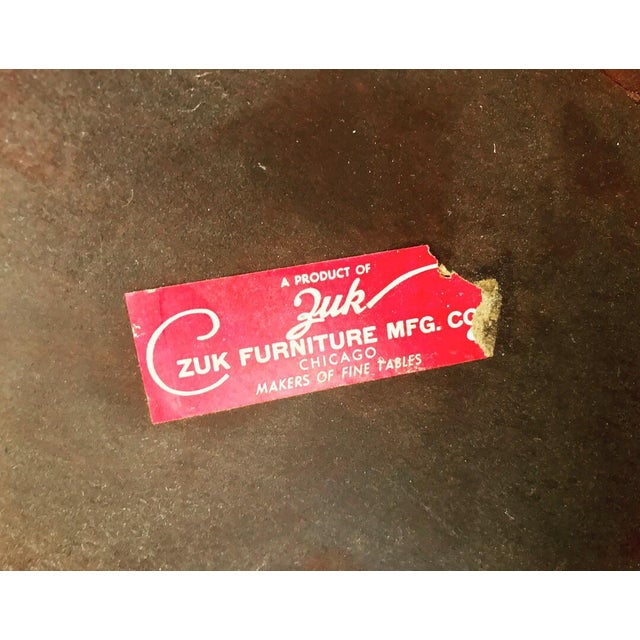 A PRODUCT OF
Zuk
ZUK FURNITURE MFG. CO
CHICAGO
MAKERS OF FINE TABLES